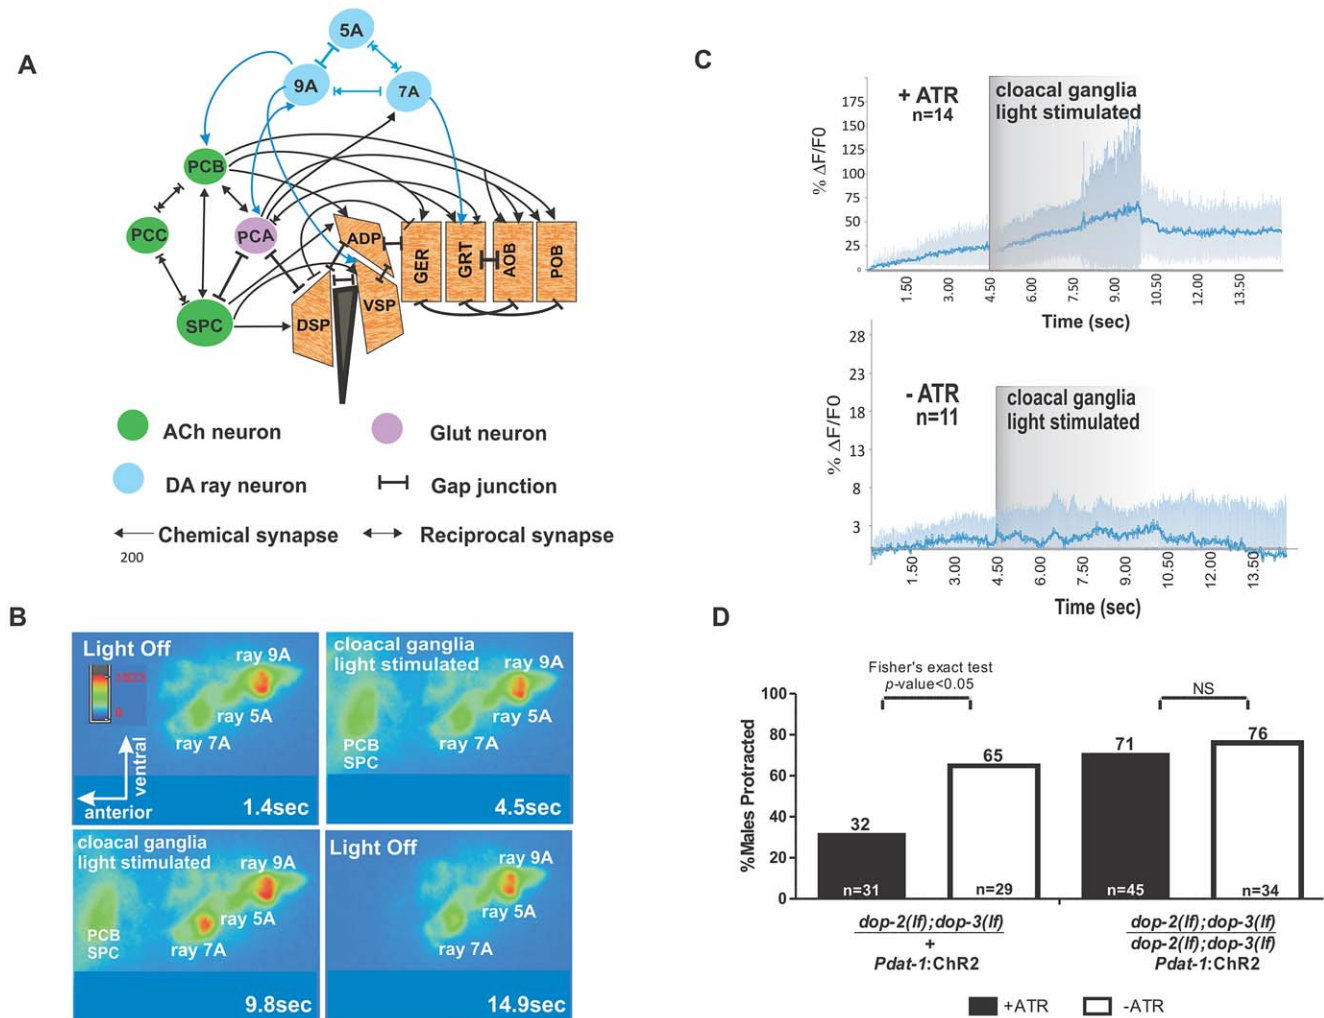 A
5A
9A
7A
PCB
PCC
PCA
SPC
ADP
DSP
VSP
GER
GRT
AOB
POB
ACh neuron
Glut neuron
DA ray neuron
Gap junction
Chemical synapse
Reciprocal synapse
200
B
Light Off
1023
0
ray 9A
ray 5A
ray 7A
ventral
anterior
1.4sec
cloacal ganglia
light stimulated
ray 9A
ray 5A
ray 7A
PCB
SPC
4.5sec
cloacal ganglia
light stimulated
ray 9A
ray 5A
ray 7A
PCB
SPC
9.8sec
Light Off
ray 9A
ray 5A
ray 7A
14.9sec
C
+ ATR
n=14
cloacal ganglia
light stimulated
% ΔF/F0
175
150
125
100
75
50
25
0
1.50 3.00 4.50 6.00 7.50 9.00 10.50 12.00 13.50
Time (sec)
- ATR
n=11
cloacal ganglia
light stimulated
% ΔF/F0
28
23
18
13
8
3
1.50 3.00 4.50 6.00 7.50 9.00 10.50 12.00 13.50
Time (sec)
D
Fisher's exact test
p-value<0.05
NS
%Males Protracted
100
80
60
40
20
0
32
65
71
76
n=31
n=29
n=45
n=34
dop-2(lf);dop-3(lf)
+
Pdat-1:ChR2
dop-2(lf);dop-3(lf)
dop-2(lf);dop-3(lf)
Pdat-1:ChR2
+ATR
-ATR